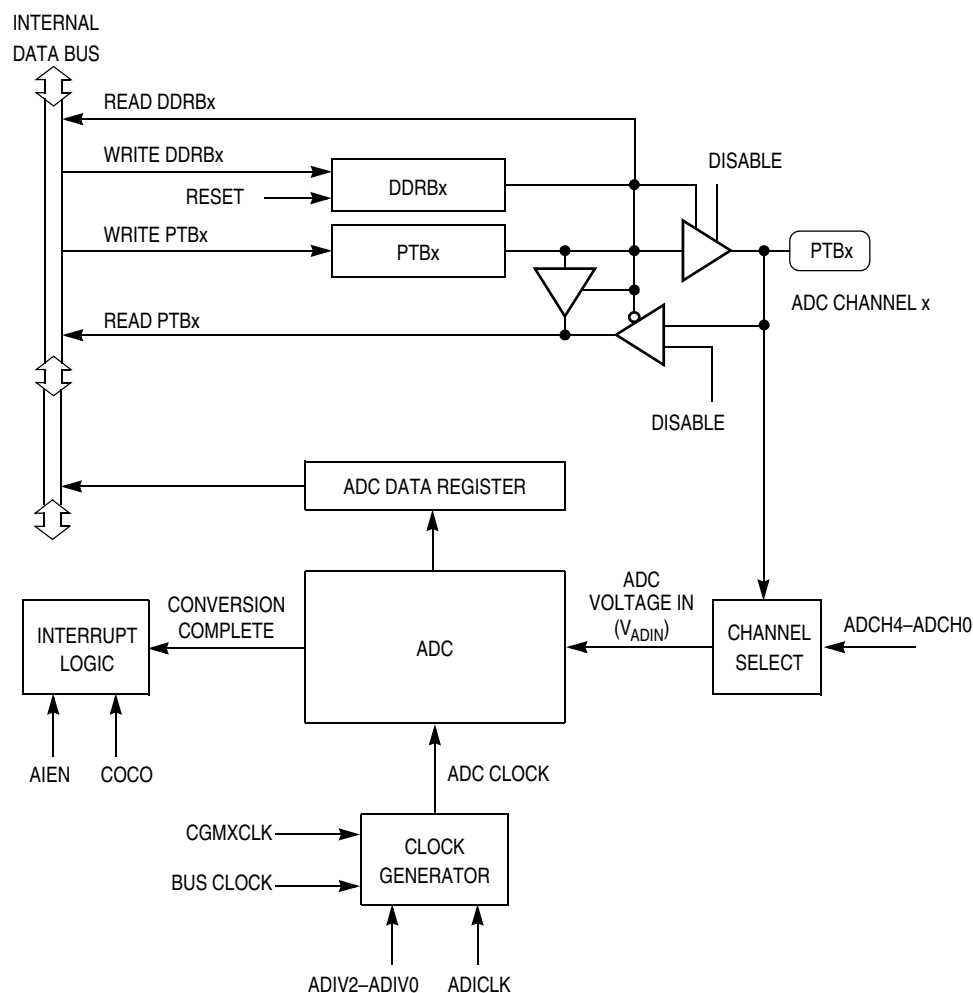 INTERNAL
DATA BUS
READ DDRBx
WRITE DDRBx
DISABLE
DDRBx
RESET
WRITE PTBx
PTBx
PTBx
ADC CHANNEL x
READ PTBx
DISABLE
ADC DATA REGISTER
ADC
VOLTAGE IN
(VADIN)
CONVERSION
COMPLETE
INTERRUPT
LOGIC
ADC
CHANNEL
SELECT
ADCH4–ADCH0
AIEN
COCO
ADC CLOCK
CGMXCLK
CLOCK
GENERATOR
BUS CLOCK
ADIV2–ADIV0
ADICLK